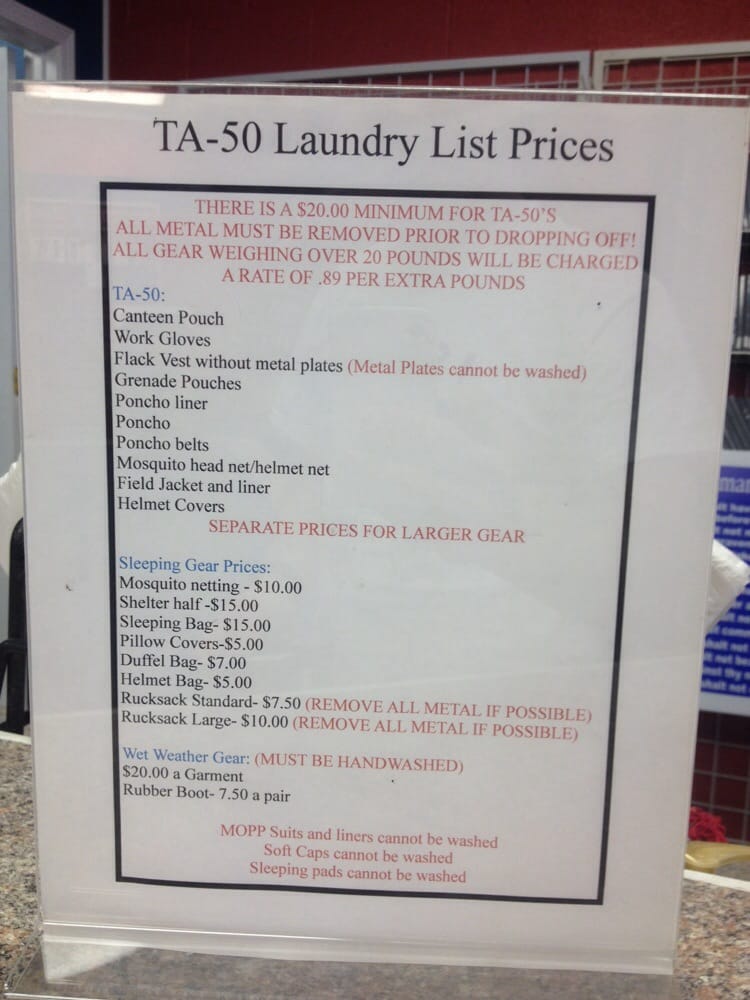 TA-50 Laundry List Prices
THERE IS A $20.00 MINIMUM FOR TA-50'S
ALL METAL MUST BE REMOVED PRIOR TO DROPPING OFF!
ALL GEAR WEIGHING OVER 20 POUNDS WILL BE CHARGED
A RATE OF .89 PER EXTRA POUNDS
TA-50:
Canteen Pouch
Work Gloves
Flack Vest without metal plates (Metal Plates cannot be washed)
Grenade Pouches
Poncho liner
Poncho
Poncho belts
Mosquito head net/helmet net
Field Jacket and liner
Helmet Covers
SEPARATE PRICES FOR LARGER GEAR
Sleeping Gear Prices:
Mosquito netting - $10.00
Shelter half -$15.00
Sleeping Bag- $15.00
Pillow Covers-$5.00
Duffel Bag- $7.00
Helmet Bag- $5.00
Rucksack Standard- $7.50 (REMOVE ALL METAL IF POSSIBLE)
Rucksack Large- $10.00 (REMOVE ALL METAL IF POSSIBLE)
Wet Weather Gear: (MUST BE HANDWASHED)
$20.00 a Garment
Rubber Boot- 7.50 a pair
MOPP Suits and liners cannot be washed
Soft Caps cannot be washed
Sleeping pads cannot be washed